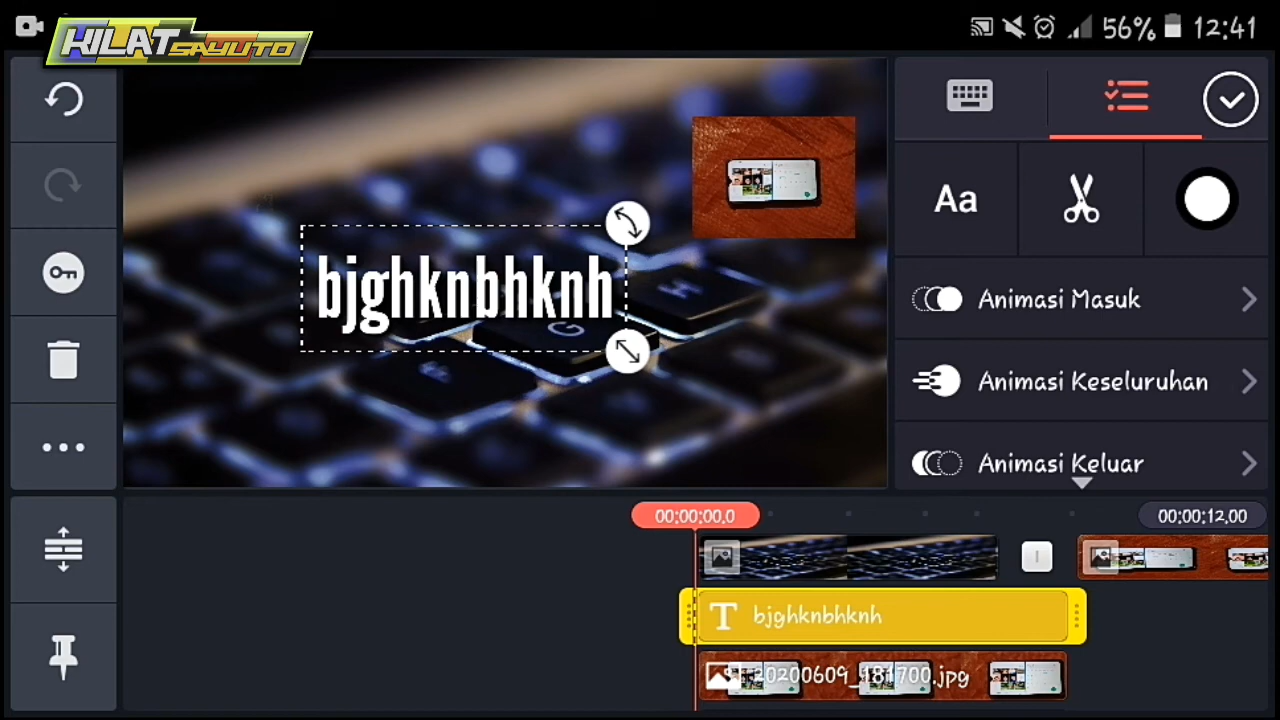 KILAT
SAYUTO
56% 12:41
bjghknbhknh
Aa
Animasi Masuk
Animasi Keseluruhan
Animasi Keluar
00:00:00.0
00:00:12.00
bjghknbhknh
20200609_181700.jpg